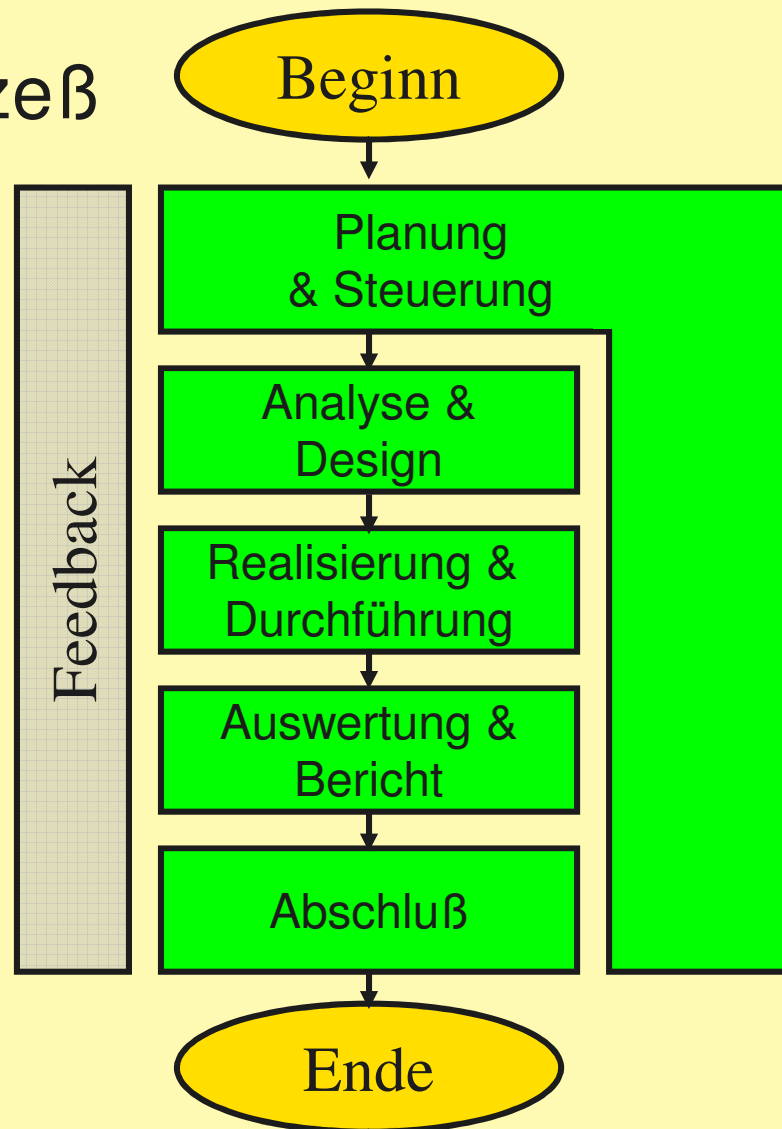 zeß
Beginn
Planung
& Steuerung
Analyse &
Design
Realisierung &
Durchführung
Auswertung &
Bericht
Abschluß
Ende
Feedback